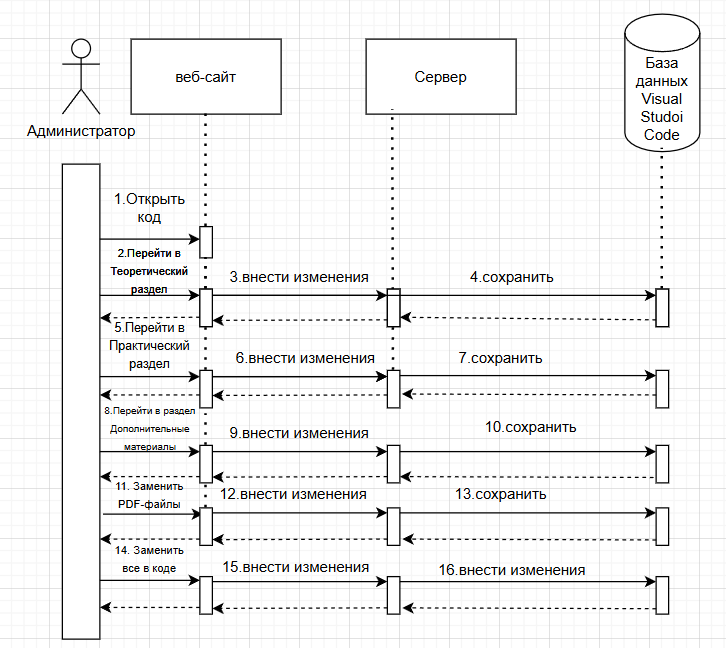 веб-сайт
Сервер
База
данных
Visual
Studoi
Code
Администратор
1.Открыть
код
2.Перейти в
Теоретический
раздел
3.внести изменения
4.сохранить
5.Перейти в
Практический
раздел
6.внести изменения
7.сохранить
8.Перейти в раздел
Дополнительные
материалы
9.внести изменения
10.сохранить
11. Заменить
PDF-файлы
12.внести изменения
13.сохранить
14. Заменить
все в коде
15.внести изменения
16.внести изменения